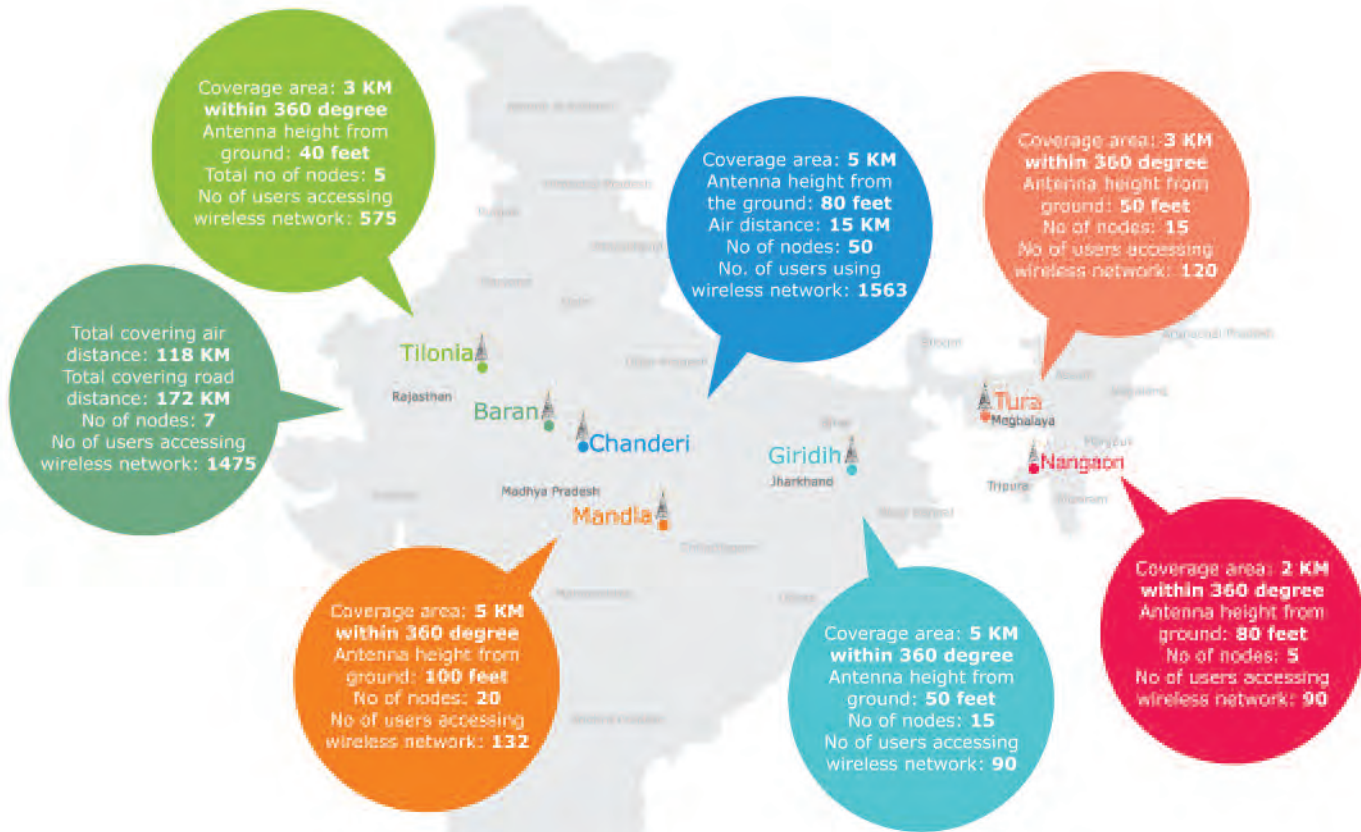 Coverage area: 3 KM
within 360 degree
Antenna height from
ground: 40 feet
Total no of nodes: 5
No of users accessing
wireless network: 575
Coverage area: 5 KM
Antenna height from
the ground: 80 feet
Air distance: 15 KM
No of nodes: 50
No. of users using
wireless network: 1563
Coverage area: 3 KM
within 360 degree
Antenna height from
ground: 50 feet
No of nodes: 15
No of users accessing
wireless network: 120
Total covering air
distance: 118 KM
Total covering road
distance: 172 KM
No of nodes: 7
No of users accessing
wireless network: 1475
Tilonia
Rajasthan
Baran
Chanderi
Madhya Pradesh
Mandla
Giridih
Jharkhand
Tura
Meghalaya
Nangaon
Tripura
Coverage area: 5 KM
within 360 degree
Antenna height from
ground: 100 feet
No of nodes: 20
No of users accessing
wireless network: 132
Coverage area: 5 KM
within 360 degree
Antenna height from
ground: 50 feet
No of nodes: 15
No of users accessing
wireless network: 90
Coverage area: 2 KM
within 360 degree
Antenna height from
ground: 80 feet
No of nodes: 5
No of users accessing
wireless network: 90